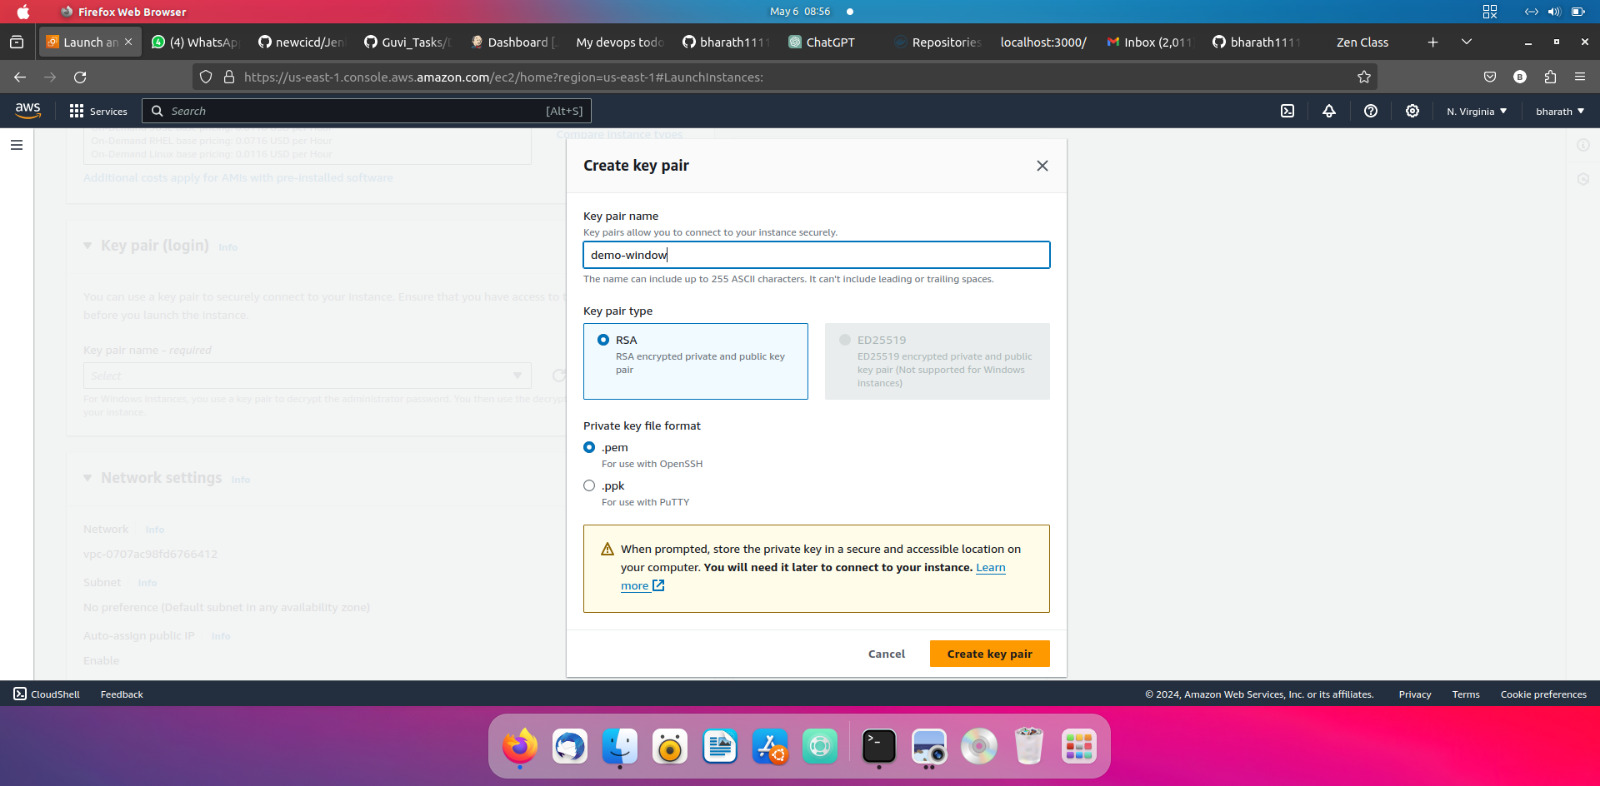 Firefox Web Browser
May 6 08:56
Launch an
(4) WhatsAp
newcicd/Jen
Guvi_Tasks/
Dashboard [
My devops todo
bharath1111
ChatGPT
Repositories
localhost:3000/
Inbox (2,011
bharath1111
Zen Class
https://us-east-1.console.aws.amazon.com/ec2/home?region=us-east-1#LaunchInstances:
B
aws
Services
Search
[Alt+S]
N. Virginia
bharath
On-Demand RHEL base pricing: 0.0716 USD per Hour
On-Demand Linux base pricing: 0.0116 USD per Hour
Compare instance types
Additional costs apply for AMIs with pre-installed software
Key pair (login) Info
You can use a key pair to securely connect to your instance. Ensure that you have access to t
before you launch the instance.
Key pair name - required
Select
For Windows instances, you use a key pair to decrypt the administrator password. You then use the decryp
your instance.
Network settings Info
Network Info
vpc-0707ac98fd6766412
Subnet Info
No preference (Default subnet in any availability zone)
Auto-assign public IP Info
Enable
Create key pair
Key pair name
Key pairs allow you to connect to your instance securely.
demo-window
The name can include up to 255 ASCII characters. It can't include leading or trailing spaces.
Key pair type
RSA
RSA encrypted private and public key
pair
ED25519
ED25519 encrypted private and public
key pair (Not supported for Windows
instances)
Private key file format
.pem
For use with OpenSSH
.ppk
For use with PuTTY
When prompted, store the private key in a secure and accessible location on
your computer. You will need it later to connect to your instance. Learn
more
Cancel
Create key pair
CloudShell
Feedback
© 2024, Amazon Web Services, Inc. or its affiliates.
Privacy
Terms
Cookie preferences